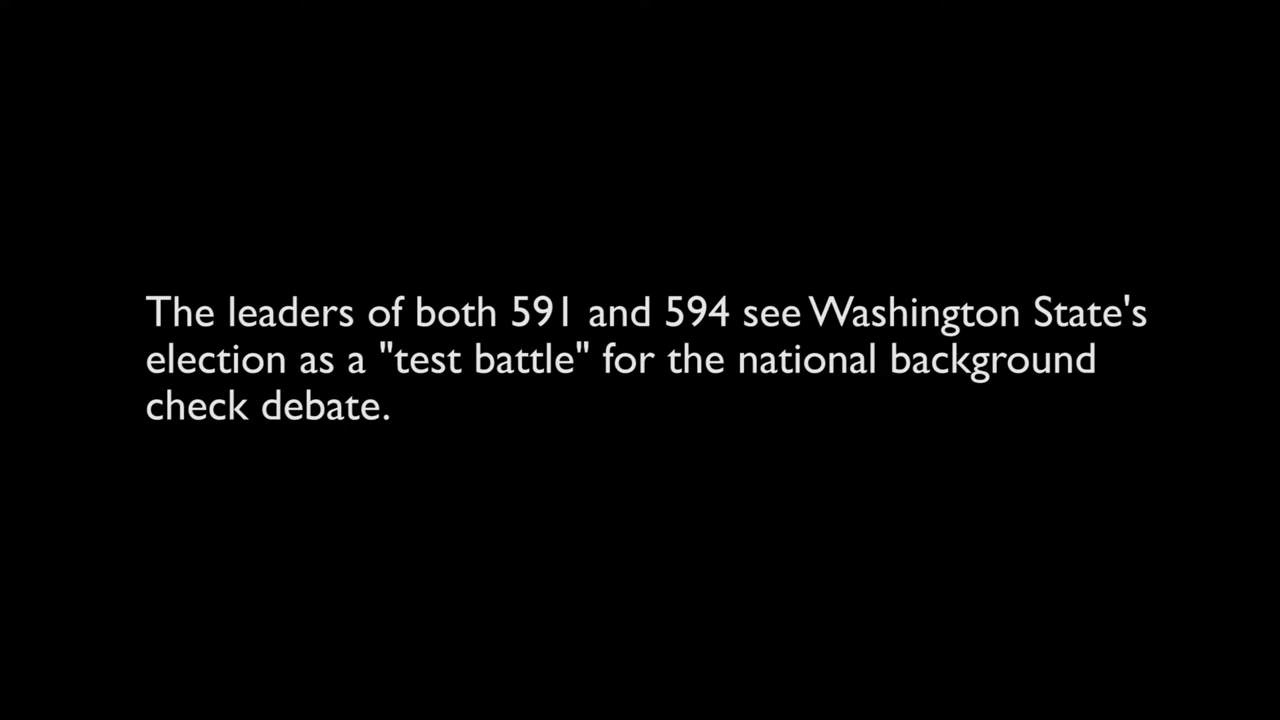 The leaders of both 591 and 594 see Washington State's
election as a "test battle" for the national background
check debate.